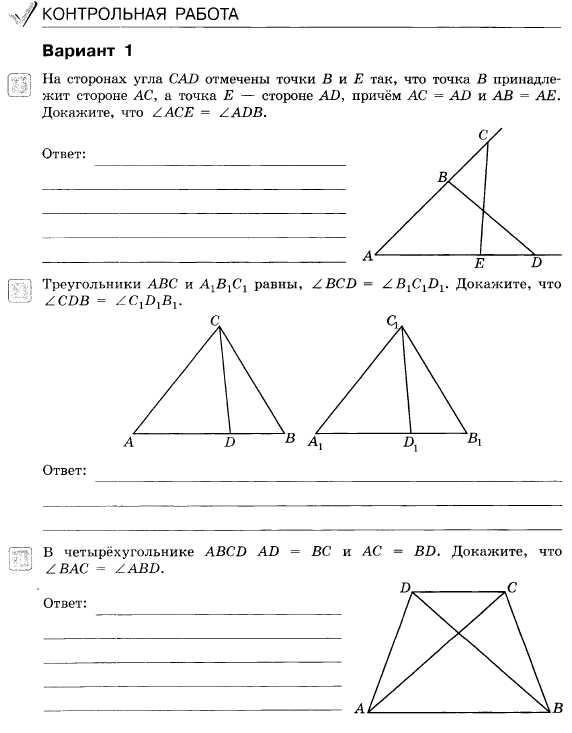 КОНТРОЛЬНАЯ РАБОТА
Вариант 1
На сторонах угла CAD отмечены точки B и E так, что точка B принадле-
жит стороне AC, а точка E — стороне AD, причём AC = AD и AB = AE.
Докажите, что ∠ACE = ∠ADB.
Ответ:
C
B
A
E
D
Треугольники ABC и A₁B₁C₁ равны, ∠BCD = ∠B₁C₁D₁. Докажите, что
∠CDB = ∠C₁D₁B₁.
C
C₁
A
D
B
A₁
D₁
B₁
Ответ:
В четырёхугольнике ABCD AD = BC и AC = BD. Докажите, что
∠BAC = ∠ABD.
Ответ:
D
C
A
B